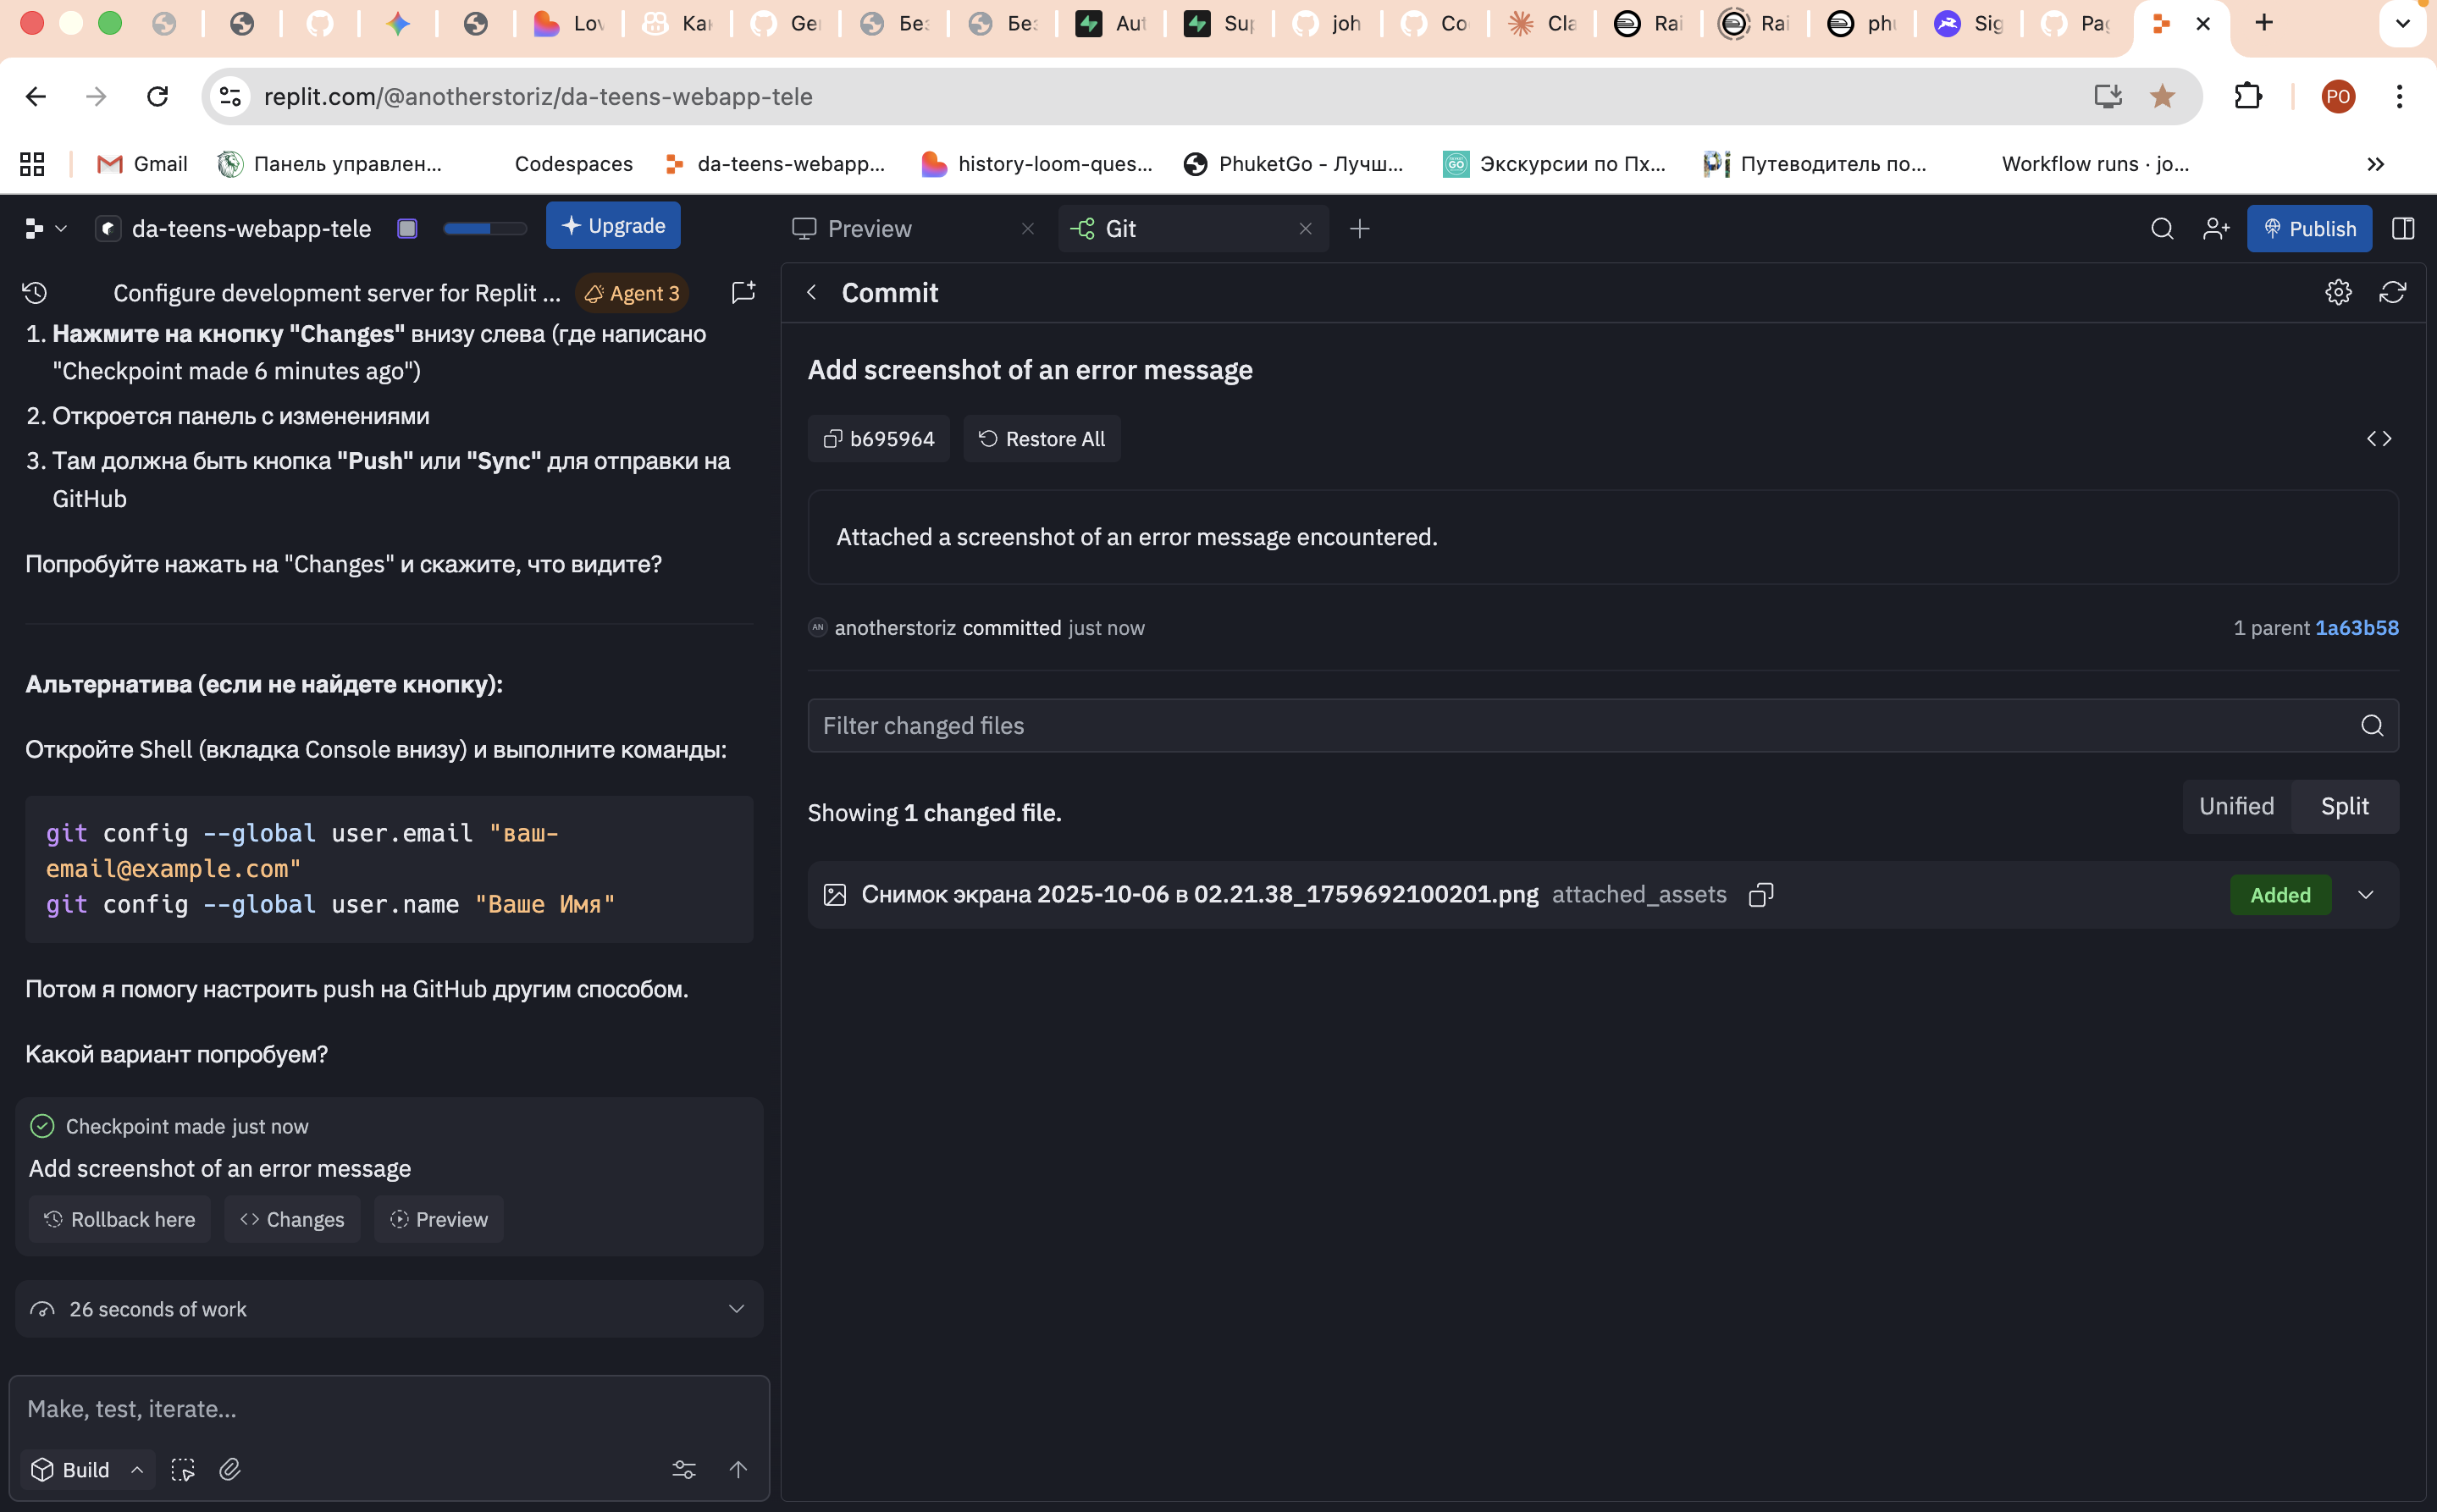 Lov
Как
Ger
Без
Без
Aut
Sup
joh
Co
Cla
Rai
Rai
phu
Sig
Pag
replit.com/@anotherstoriz/da-teens-webapp-tele
PO
Gmail
Панель управлен...
Codespaces
da-teens-webapp...
history-loom-ques...
PhuketGo - Лучш...
GO
Экскурсии по Пх...
Путеводитель по...
Workflow runs · jo...
da-teens-webapp-tele
Upgrade
Preview
Git
Publish
Configure development server for Replit ...
Agent 3
1. Нажмите на кнопку "Changes" внизу слева (где написано
"Checkpoint made 6 minutes ago")
2. Откроется панель с изменениями
3. Там должна быть кнопка "Push" или "Sync" для отправки на
GitHub
Попробуйте нажать на "Changes" и скажите, что видите?
Альтернатива (если не найдете кнопку):
Откройте Shell (вкладка Console внизу) и выполните команды:
git config --global user.email "ваш-
email@example.com"
git config --global user.name "Ваше Имя"
Потом я помогу настроить push на GitHub другим способом.
Какой вариант попробуем?
Checkpoint made just now
Add screenshot of an error message
Rollback here
Changes
Preview
26 seconds of work
Make, test, iterate...
Build
Commit
Add screenshot of an error message
b695964
Restore All
Attached a screenshot of an error message encountered.
AN
anotherstoriz committed just now
1 parent 1a63b58
Filter changed files
Showing 1 changed file.
Unified
Split
Снимок экрана 2025-10-06 в 02.21.38_1759692100201.png attached_assets
Added